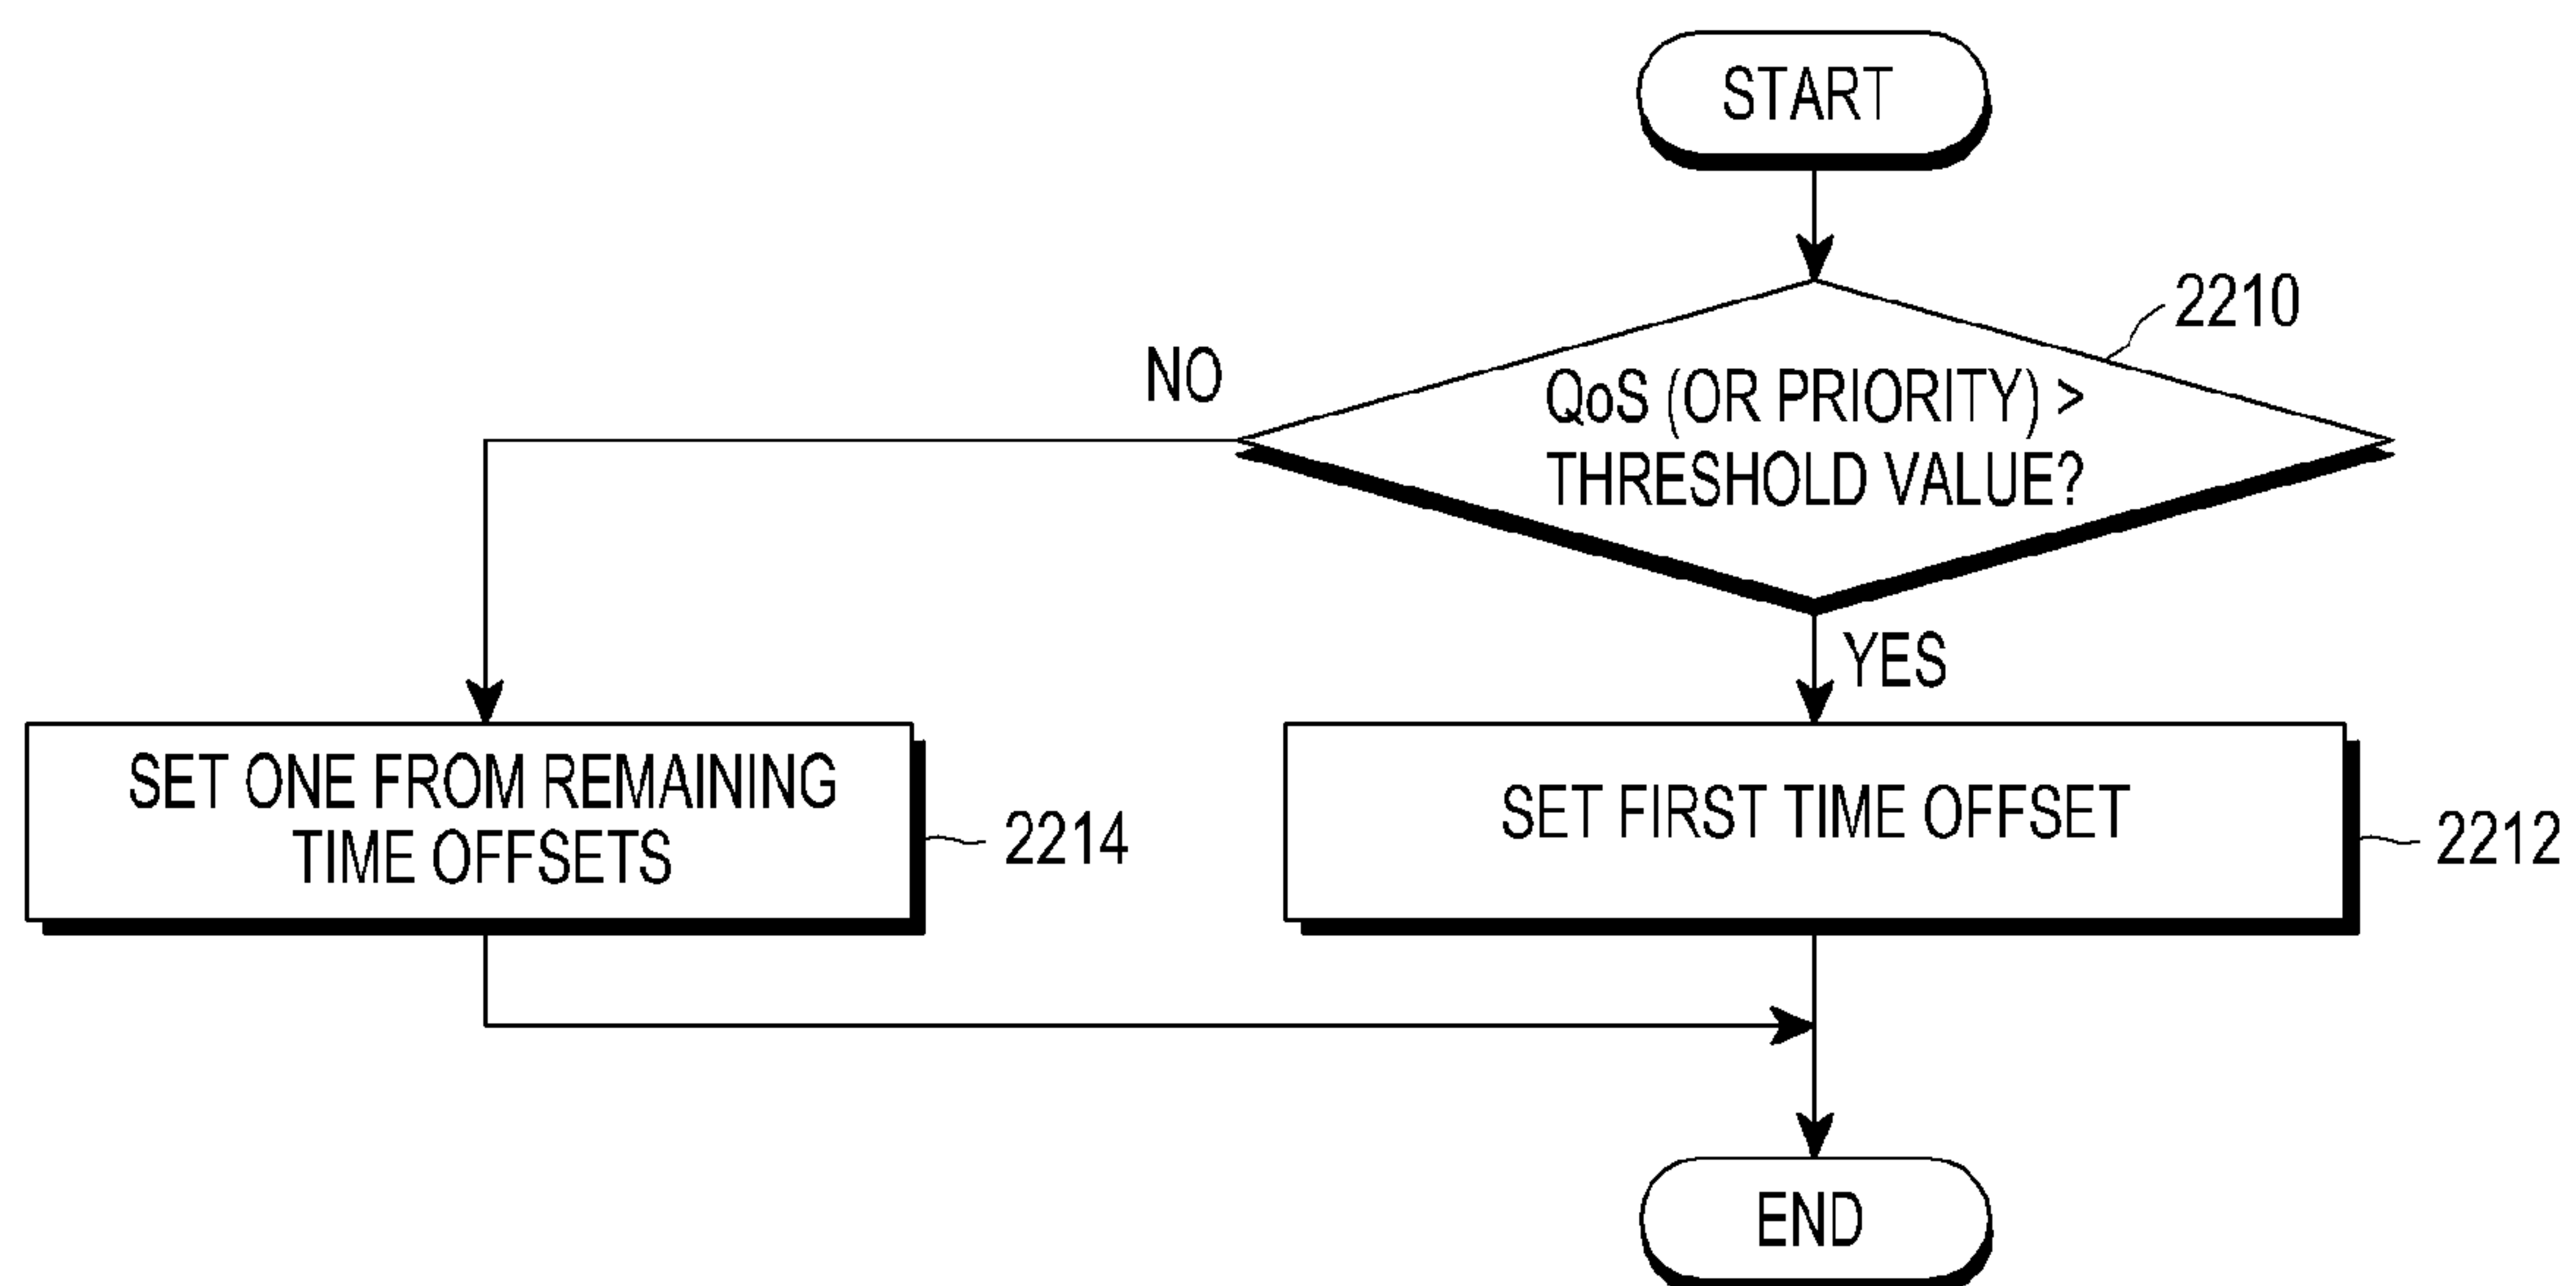 START
2210
NO
QoS (OR PRIORITY) >
THRESHOLD VALUE?
YES
SET ONE FROM REMAINING
TIME OFFSETS
2214
SET FIRST TIME OFFSET
2212
END